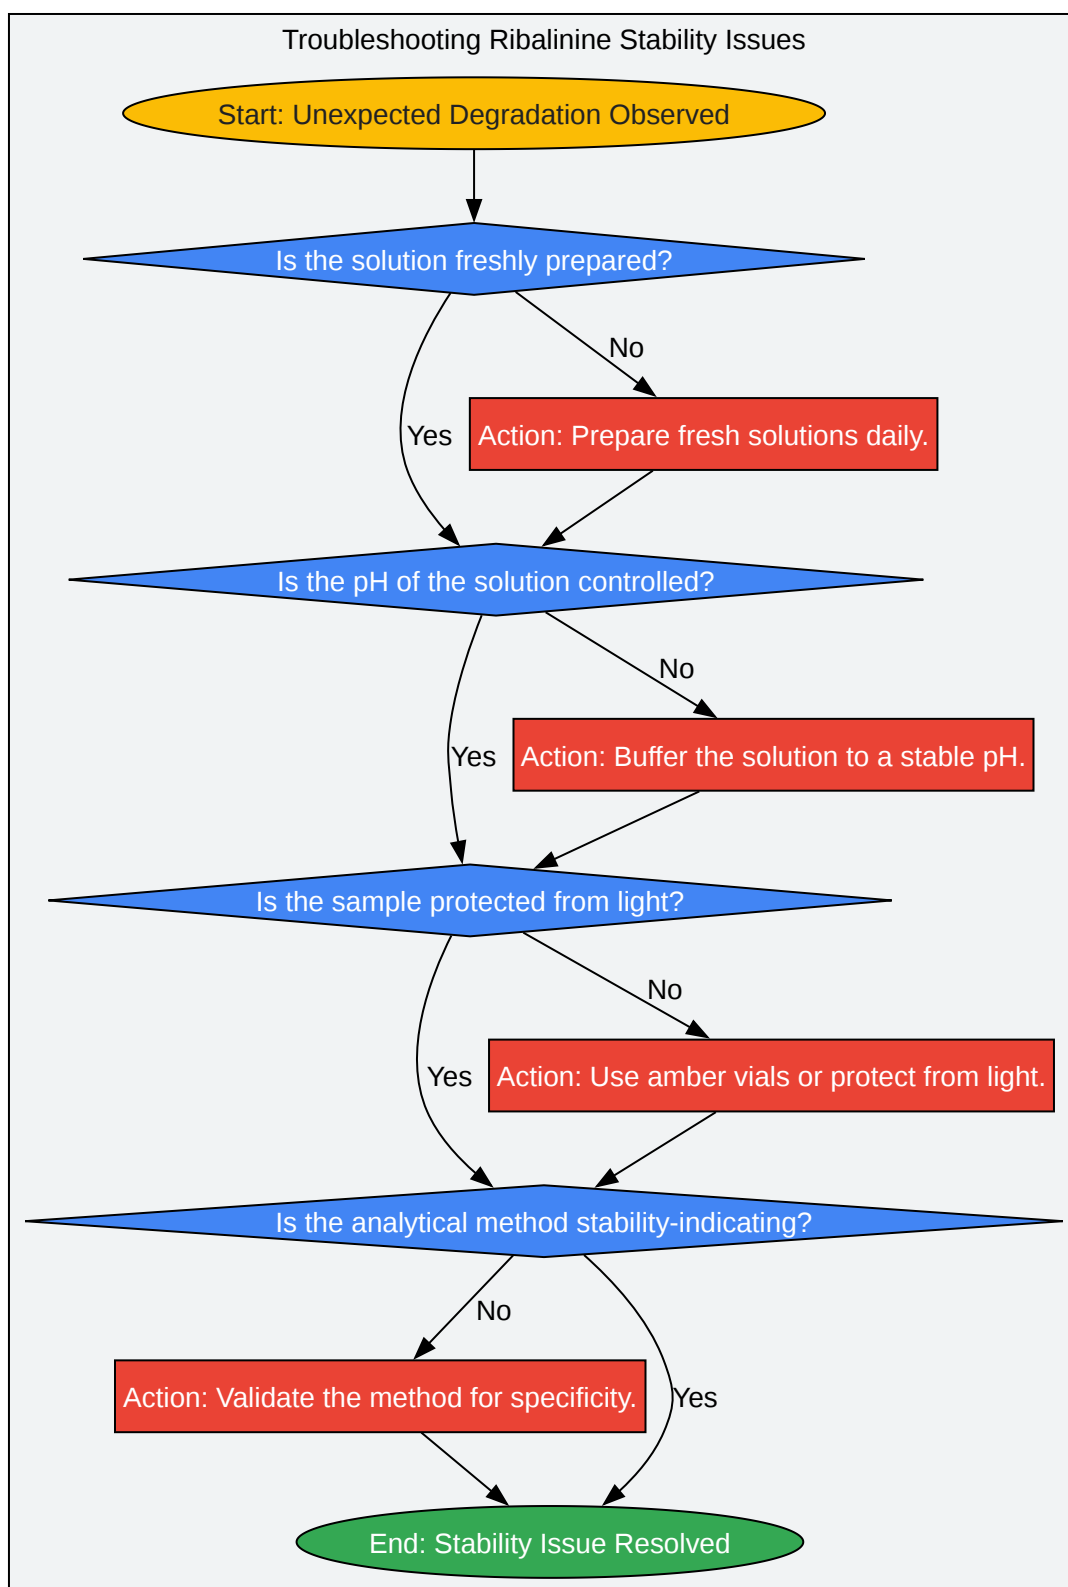 Troubleshooting Ribalinine Stability Issues
Start: Unexpected Degradation Observed
Is the solution freshly prepared?
No
Yes
Action: Prepare fresh solutions daily.
Is the pH of the solution controlled?
No
Yes
Action: Buffer the solution to a stable pH.
Is the sample protected from light?
No
Yes
Action: Use amber vials or protect from light.
Is the analytical method stability-indicating?
No
Action: Validate the method for specificity.
Yes
End: Stability Issue Resolved